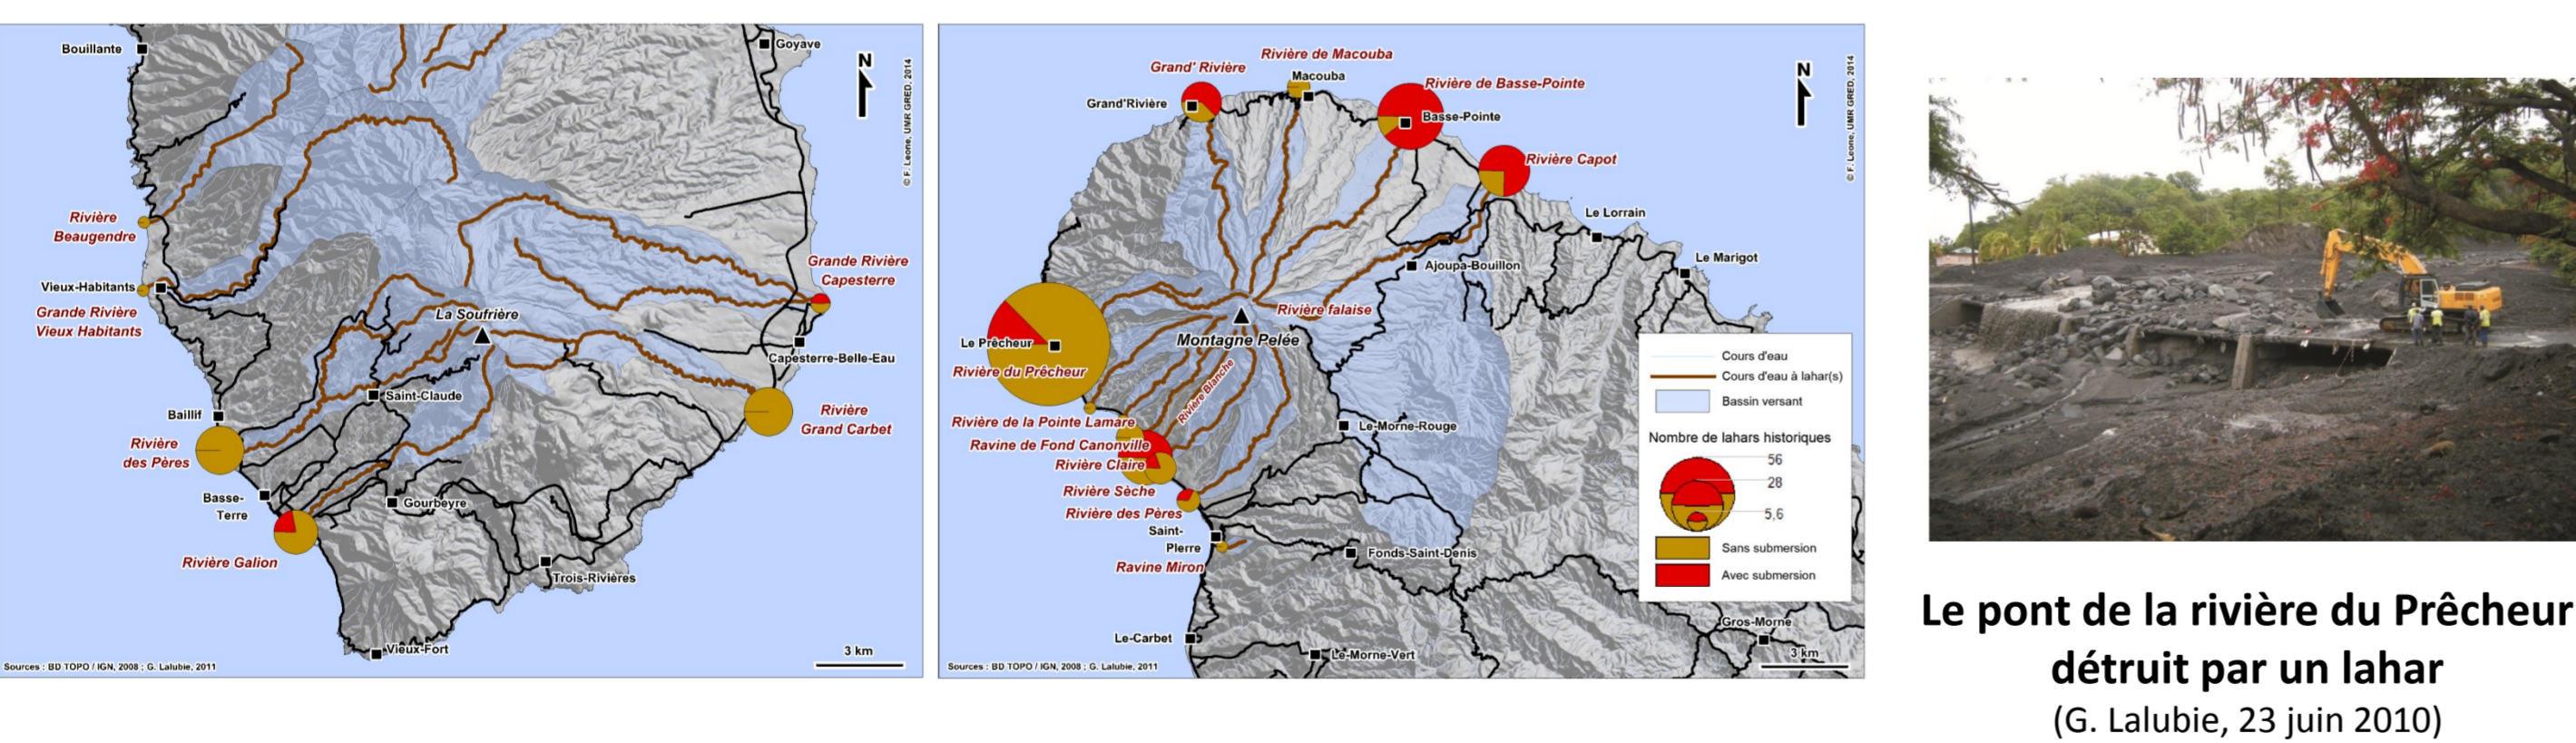 Bouillante
Goyave
N
© F. Leone, UMR GRED, 2014
Rivière
Beaugendre
Vieux-Habitants
Grande Rivière
Vieux Habitants
Grande Rivière
Capesterre
La Soufrière
Capesterre-Belle-Eau
Saint-Claude
Baillif
Rivière
des Pères
Rivière
Grand Carbet
Basse-
Terre
Gourbeyre
Rivière Galion
Trois-Rivières
Vieux-Fort
3 km
Sources : BD TOPO / IGN, 2008 ; G. Lalubie, 2011
Rivière de Macouba
Grand' Rivière
Macouba
Rivière de Basse-Pointe
Grand'Rivière
Basse-Pointe
N
© F. Leone, UMR GRED, 2014
Rivière Capot
Le Lorrain
Le Marigot
Ajoupa-Bouillon
Rivière falaise
Montagne Pelée
Le Prêcheur
Rivière du Prêcheur
Rivière Blanche
Rivière de la Pointe Lamare
Ravine de Fond Canonville
Rivière Claire
Le-Morne-Rouge
Rivière Sèche
Rivière des Pères
Saint-
Pierre
Ravine Miron
Fonds-Saint-Denis
Le-Carbet
Le-Morne-Vert
Gros-Morne
3 km
Sources : BD TOPO / IGN, 2008 ; G. Lalubie, 2011
Cours d'eau
Cours d'eau à lahar(s)
Bassin versant
Nombre de lahars historiques
56
28
5,6
Sans submersion
Avec submersion
Le pont de la rivière du Prêcheur
détruit par un lahar
(G. Lalubie, 23 juin 2010)